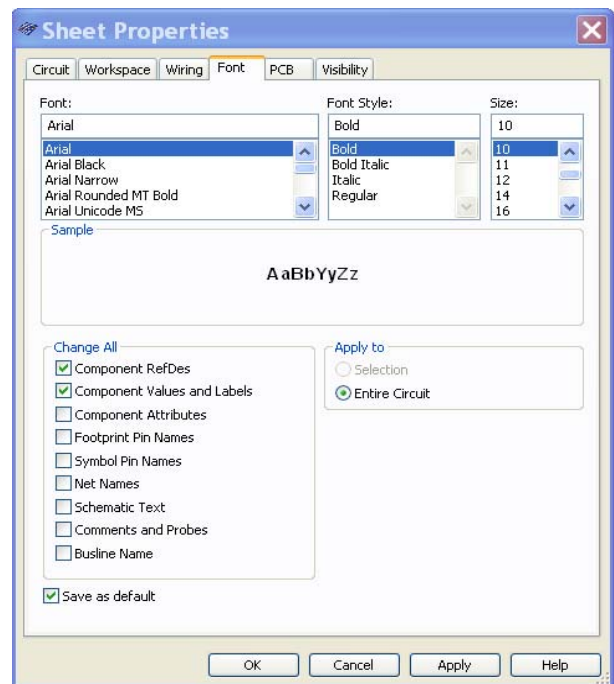 Sheet Properties
Circuit Workspace Wiring Font PCB Visibility
Font: Font Style: Size:
Arial Bold 10
Arial Bold 10
Arial Black Bold Italic 11
Arial Narrow Italic 12
Arial Rounded MT Bold Regular 14
Arial Unicode MS 16
Sample
AaBbYyZz
Change All Apply to
Component RefDes Selection
Component Values and Labels Entire Circuit
Component Attributes
Footprint Pin Names
Symbol Pin Names
Net Names
Schematic Text
Comments and Probes
Busline Name
Save as default
OK Cancel Apply Help